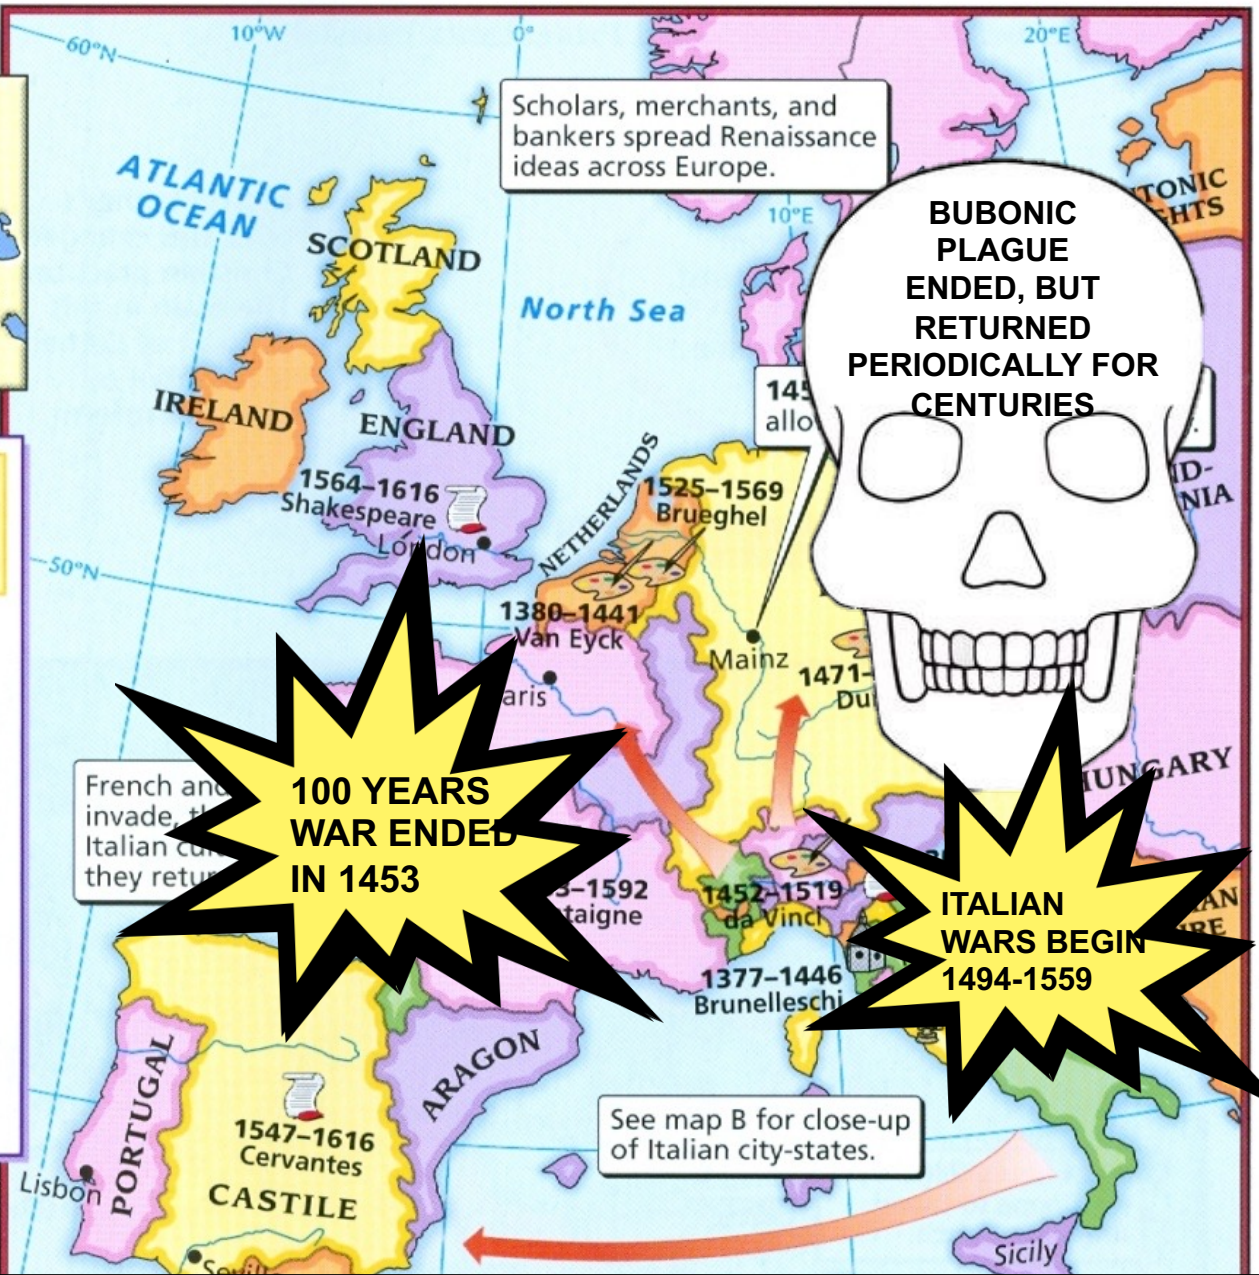 60°N
10°W
0°
20°E
Scholars, merchants, and
bankers spread Renaissance
ideas across Europe.
ATLANTIC
OCEAN
10°E
BUBONIC
PLAGUE
ENDED, BUT
RETURNED
PERIODICALLY FOR
CENTURIES
SCOTLAND
North Sea
IRELAND
ENGLAND
1564–1616
Shakespeare
London
NETHERLANDS
1525–1569
Brueghel
50°N
1380–1441
Van Eyck
Mainz
1471–
HUNGARY
French and
invade,
Italian
they
100 YEARS
WAR ENDED
IN 1453
–1592
1452–1519
da Vinci
ITALIAN
WARS BEGIN
1494-1559
1377–1446
Brunelleschi
PORTUGAL
ARAGON
1547–1616
Cervantes
CASTILE
Lisbon
See map B for close-up
of Italian city-states.
Sicily